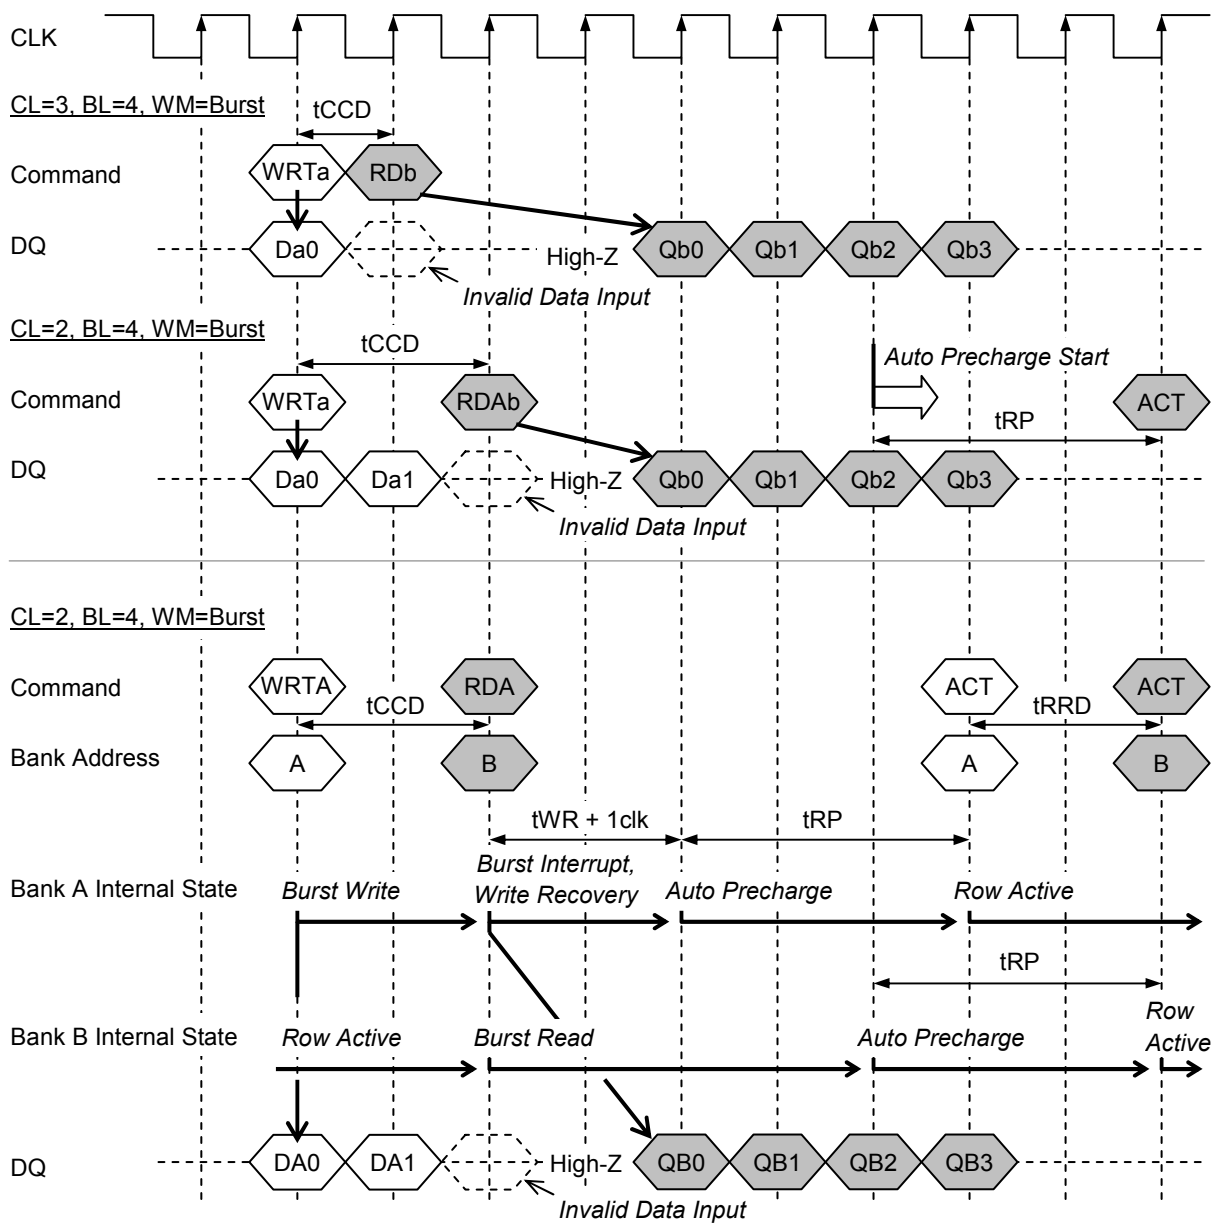 CLK
CL=3, BL=4, WM=Burst
tCCD
Command
WRTa RDb
DQ
Da0 High-Z Qb0 Qb1 Qb2 Qb3
Invalid Data Input
CL=2, BL=4, WM=Burst
tCCD
Auto Precharge Start
Command
WRTa RDAb ACT
tRP
DQ
Da0 Da1 High-Z Qb0 Qb1 Qb2 Qb3
Invalid Data Input
CL=2, BL=4, WM=Burst
Command
WRTA RDA ACT ACT
tCCD tRRD
Bank Address
A B A B
tWR + 1clk tRP
Bank A Internal State
Burst Write
Burst Interrupt,
Write Recovery
Auto Precharge
Row Active
tRP
Bank B Internal State
Row Active
Burst Read
Auto Precharge
Row
Active
DQ
DA0 DA1 High-Z QB0 QB1 QB2 QB3
Invalid Data Input